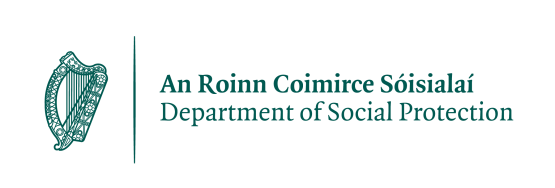 An Roinn Coimirce Sóisialaí
Department of Social Protection